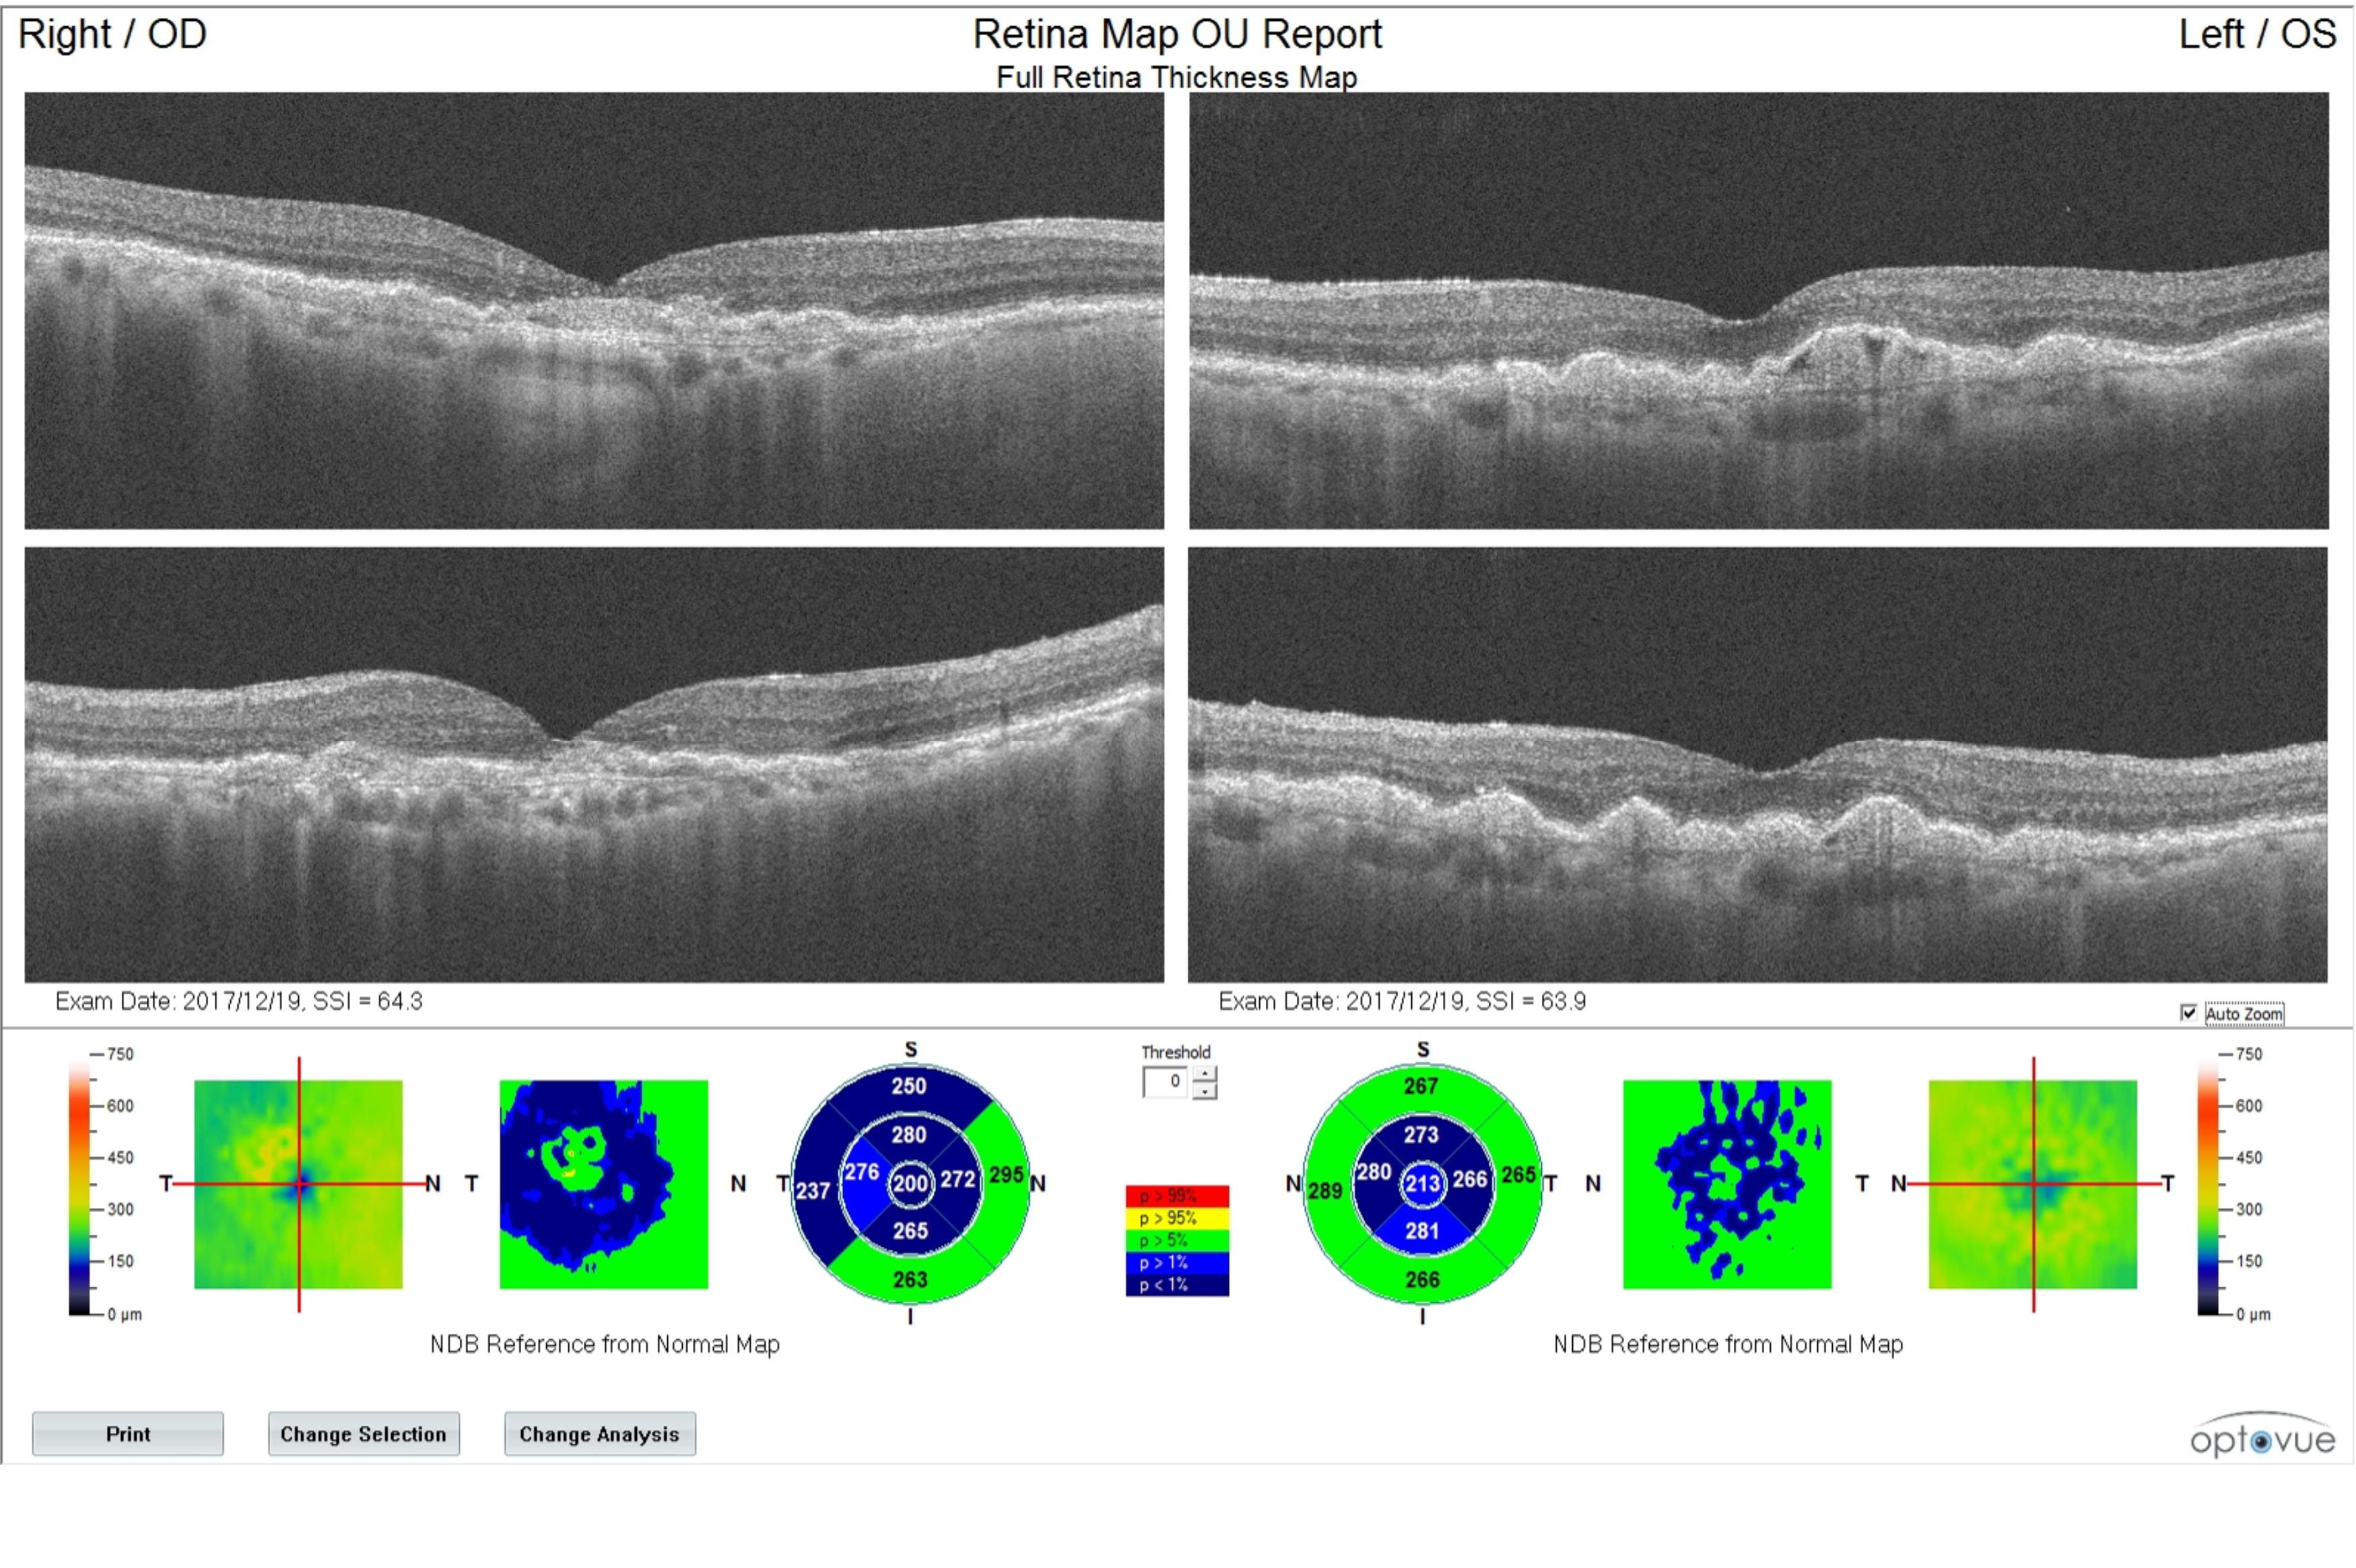 Right / OD
Retina Map OU Report
Left / OS
Full Retina Thickness Map
Exam Date: 2017/12/19, SSI = 64.3
Exam Date: 2017/12/19, SSI = 63.9
Auto Zoom
750
600
450
300
150
0 µm
T
N
T
N
S
250
280
237
276
200
272
295
265
263
T
N
I
NDB Reference from Normal Map
Threshold
0
p > 99%
p > 95%
p > 5%
p > 1%
p < 1%
S
267
273
289
280
213
266
265
281
266
N
T
I
N
T
NDB Reference from Normal Map
N
T
750
600
450
300
150
0 µm
Print
Change Selection
Change Analysis
optovue